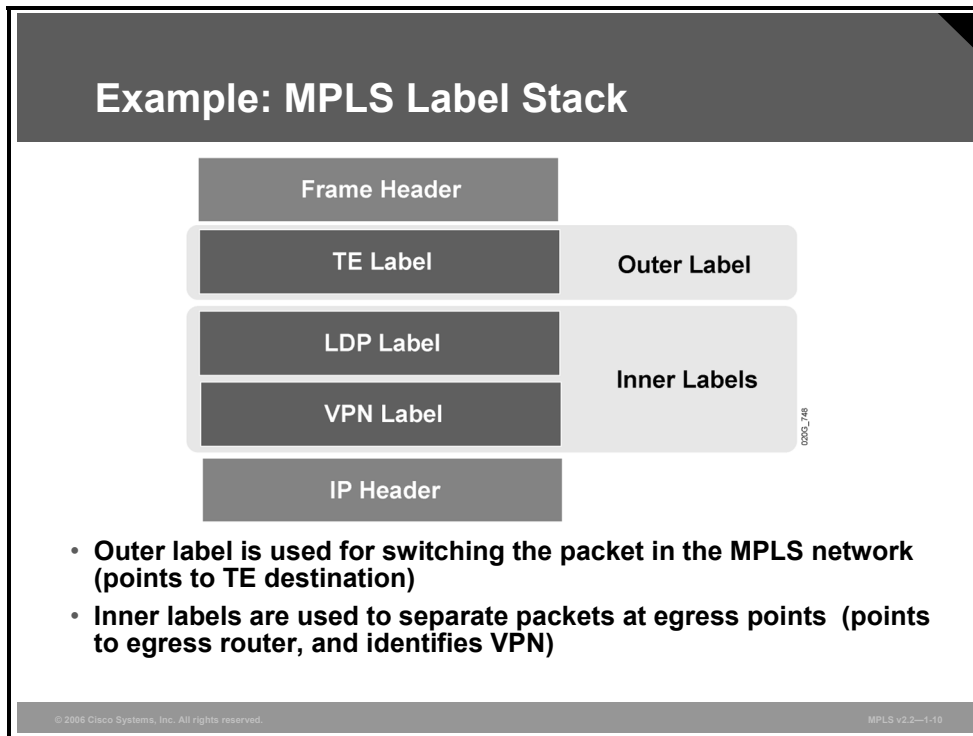 Example: MPLS Label Stack
Frame Header
TE Label
Outer Label
LDP Label
Inner Labels
VPN Label
020G_748
IP Header
• Outer label is used for switching the packet in the MPLS network
(points to TE destination)
• Inner labels are used to separate packets at egress points (points
to egress router, and identifies VPN)
© 2006 Cisco Systems, Inc. All rights reserved.
MPLS v2.2—1-10